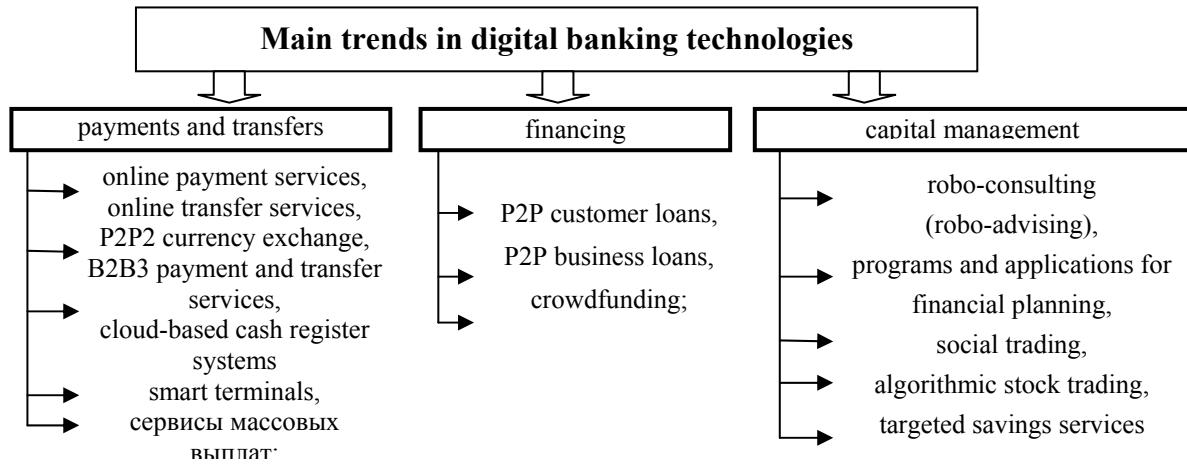 Main trends in digital banking technologies
payments and transfers
online payment services,
online transfer services,
P2P2 currency exchange,
B2B3 payment and transfer
services,
cloud-based cash register
systems
smart terminals,
сервисы массовых
выплат;
financing
P2P customer loans,
P2P business loans,
crowdfunding;
capital management
robo-consulting
(robo-advising),
programs and applications for
financial planning,
social trading,
algorithmic stock trading,
targeted savings services